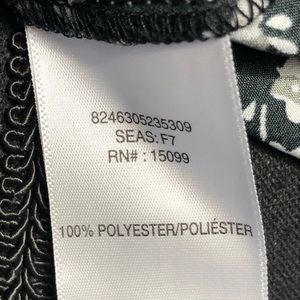 8246305235309
SEAS: F7
RN# : 15099
100% POLYESTER/POLIÉSTER